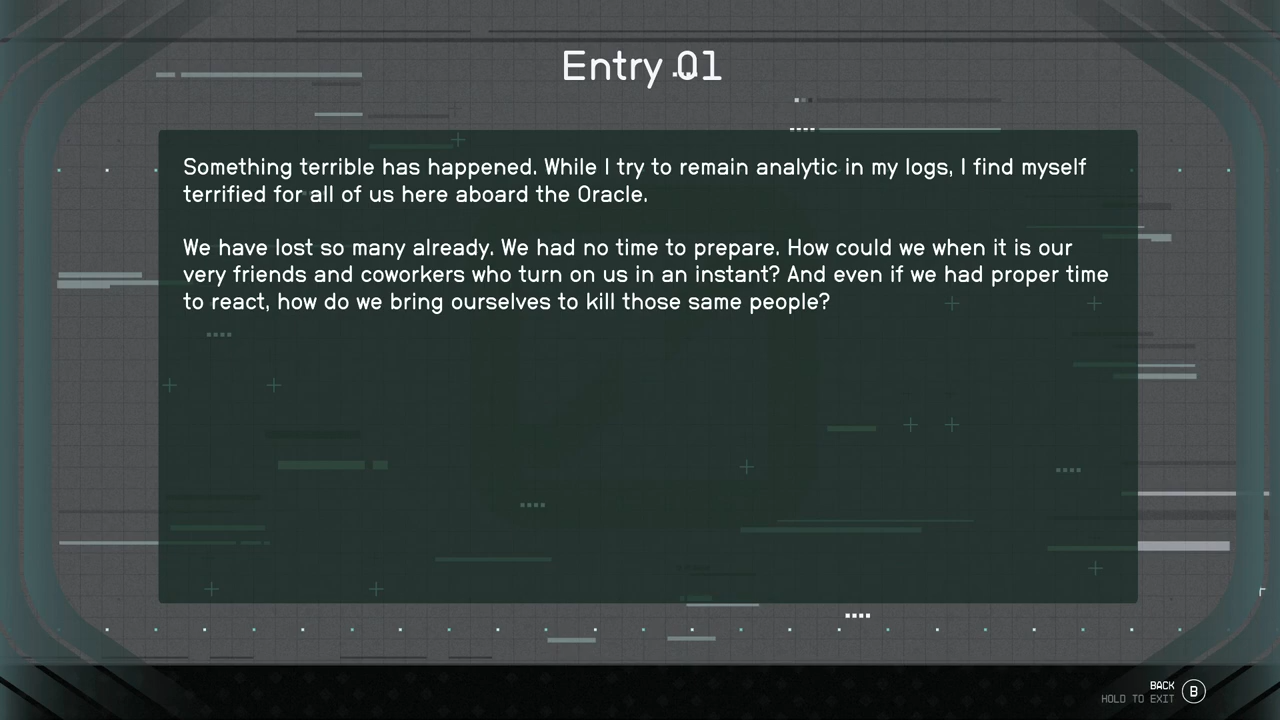 Entry 01
Something terrible has happened. While I try to remain analytic in my logs, I find myself
terrified for all of us here aboard the Oracle.
We have lost so many already. We had no time to prepare. How could we when it is our
very friends and coworkers who turn on us in an instant? And even if we had proper time
to react, how do we bring ourselves to kill those same people?
BACK
HOLD TO EXIT
B